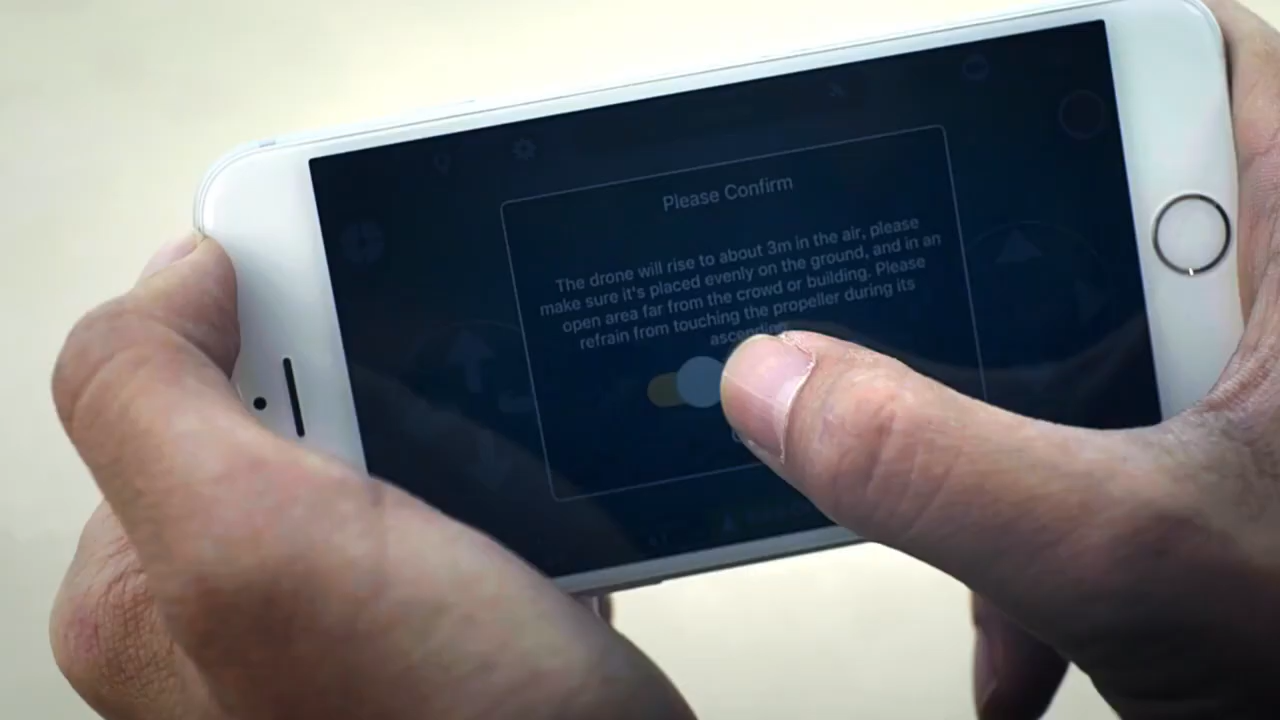 Please Confirm
The drone will rise to about 3m in the air, please
make sure it's placed evenly on the ground, and in an
open area far from the crowd or building. Please
refrain from touching the propeller during its